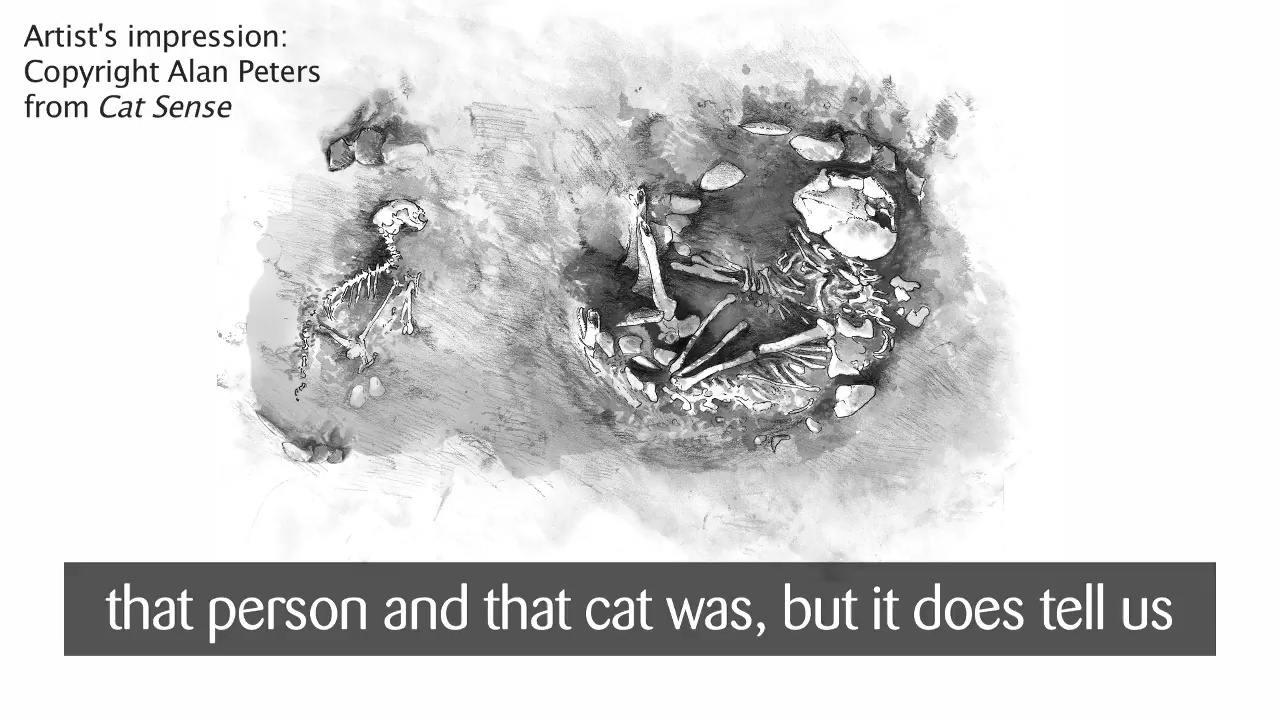 Artist's impression:
Copyright Alan Peters
from Cat Sense
that person and that cat was, but it does tell us